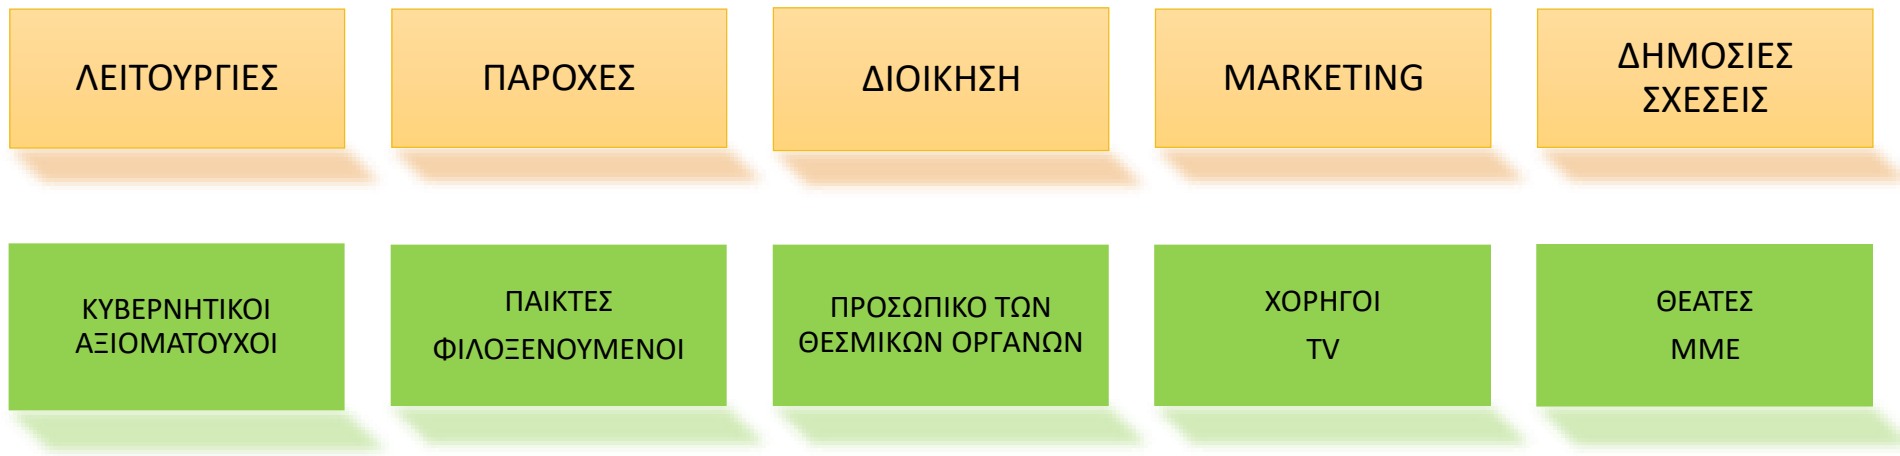 ΛΕΙΤΟΥΡΓΙΕΣ
ΠΑΡΟΧΕΣ
ΔΙΟΙΚΗΣΗ
MARKETING
ΔΗΜΟΣΙΕΣ
ΣΧΕΣΕΙΣ
ΚΥΒΕΡΝΗΤΙΚΟΙ
ΑΞΙΟΜΑΤΟΥΧΟΙ
ΠΑΙΚΤΕΣ
ΦΙΛΟΞΕΝΟΥΜΕΝΟΙ
ΠΡΟΣΩΠΙΚΟ ΤΩΝ
ΘΕΣΜΙΚΩΝ ΟΡΓΑΝΩΝ
ΧΟΡΗΓΟΙ
TV
ΘΕΑΤΕΣ
ΜΜΕ